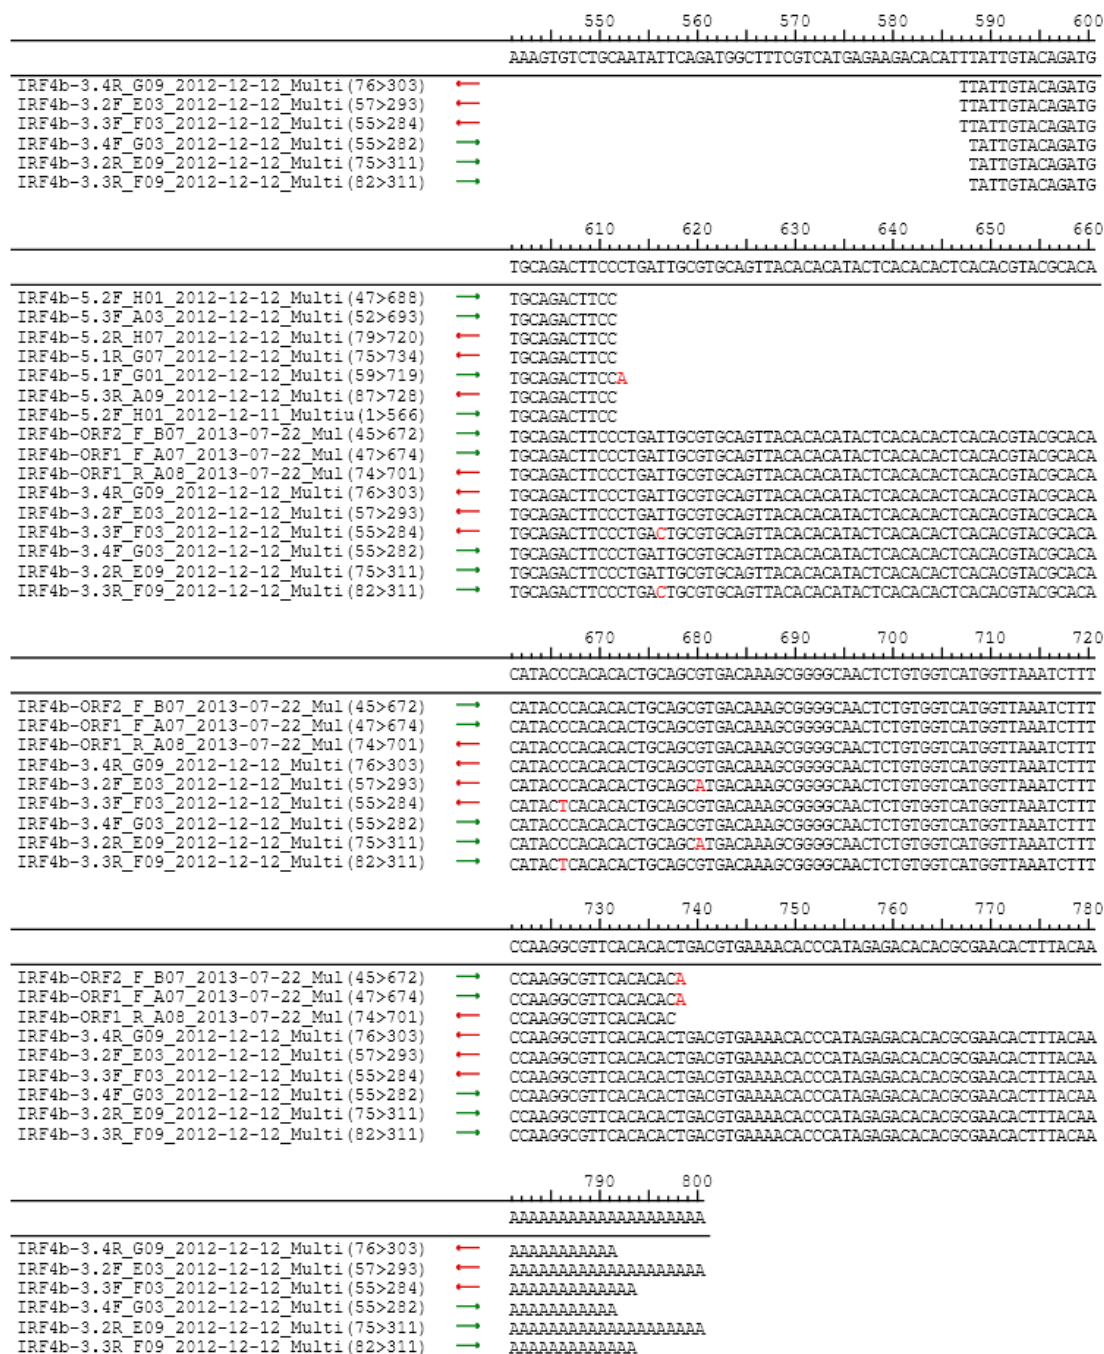 550 560 570 580 590 600
AAAGTGTCTGCAATATTCAGATGGCTTTCGTCATGAGAAGACACATTTATTGTACAGATG
IRF4b-3.4R_G09_2012-12-12_Multi(76>303) ← TTATTGTACAGATG
IRF4b-3.2F_E03_2012-12-12_Multi(57>293) ← TTATTGTACAGATG
IRF4b-3.3F_F03_2012-12-12_Multi(55>284) ← TTATTGTACAGATG
IRF4b-3.4F_G03_2012-12-12_Multi(55>282) → TATTGTACAGATG
IRF4b-3.2R_E09_2012-12-12_Multi(75>311) → TATTGTACAGATG
IRF4b-3.3R_F09_2012-12-12_Multi(82>311) → TATTGTACAGATG
610 620 630 640 650 660
TGCAGACTTCCCTGATTGCGTGCAGTTACACACATACTCACACACTCACACGTACGCACA
IRF4b-5.2F_H01_2012-12-12_Multi(47>688) → TGCAGACTTCC
IRF4b-5.3F_A03_2012-12-12_Multi(52>693) → TGCAGACTTCC
IRF4b-5.2R_H07_2012-12-12_Multi(79>720) ← TGCAGACTTCC
IRF4b-5.1R_G07_2012-12-12_Multi(75>734) ← TGCAGACTTCC
IRF4b-5.1F_G01_2012-12-12_Multi(59>719) → TGCAGACTTCCA
IRF4b-5.3R_A09_2012-12-12_Multi(87>728) ← TGCAGACTTCC
IRF4b-5.2F_H01_2012-12-11_Multiu(1>566) → TGCAGACTTCC
IRF4b-ORF2_F_B07_2013-07-22_Mul(45>672) → TGCAGACTTCCCTGATTGCGTGCAGTTACACACATACTCACACACTCACACGTACGCACA
IRF4b-ORF1_F_A07_2013-07-22_Mul(47>674) → TGCAGACTTCCCTGATTGCGTGCAGTTACACACATACTCACACACTCACACGTACGCACA
IRF4b-ORF1_R_A08_2013-07-22_Mul(74>701) ← TGCAGACTTCCCTGATTGCGTGCAGTTACACACATACTCACACACTCACACGTACGCACA
IRF4b-3.4R_G09_2012-12-12_Multi(76>303) ← TGCAGACTTCCCTGATTGCGTGCAGTTACACACATACTCACACACTCACACGTACGCACA
IRF4b-3.2F_E03_2012-12-12_Multi(57>293) ← TGCAGACTTCCCTGATTGCGTGCAGTTACACACATACTCACACACTCACACGTACGCACA
IRF4b-3.3F_F03_2012-12-12_Multi(55>284) ← TGCAGACTTCCCTGACTGCGTGCAGTTACACACATACTCACACACTCACACGTACGCACA
IRF4b-3.4F_G03_2012-12-12_Multi(55>282) → TGCAGACTTCCCTGATTGCGTGCAGTTACACACATACTCACACACTCACACGTACGCACA
IRF4b-3.2R_E09_2012-12-12_Multi(75>311) → TGCAGACTTCCCTGATTGCGTGCAGTTACACACATACTCACACACTCACACGTACGCACA
IRF4b-3.3R_F09_2012-12-12_Multi(82>311) → TGCAGACTTCCCTGACTGCGTGCAGTTACACACATACTCACACACTCACACGTACGCACA
670 680 690 700 710 720
CATACCCACACACTGCAGCGTGACAAAGCGGGGCAACTCTGTGGTCATGGTTAAATCTTT
IRF4b-ORF2_F_B07_2013-07-22_Mul(45>672) → CATACCCACACACTGCAGCGTGACAAAGCGGGGCAACTCTGTGGTCATGGTTAAATCTTT
IRF4b-ORF1_F_A07_2013-07-22_Mul(47>674) → CATACCCACACACTGCAGCGTGACAAAGCGGGGCAACTCTGTGGTCATGGTTAAATCTTT
IRF4b-ORF1_R_A08_2013-07-22_Mul(74>701) ← CATACCCACACACTGCAGCGTGACAAAGCGGGGCAACTCTGTGGTCATGGTTAAATCTTT
IRF4b-3.4R_G09_2012-12-12_Multi(76>303) ← CATACCCACACACTGCAGCGTGACAAAGCGGGGCAACTCTGTGGTCATGGTTAAATCTTT
IRF4b-3.2F_E03_2012-12-12_Multi(57>293) ← CATACCCACACACTGCAGCATGACAAAGCGGGGCAACTCTGTGGTCATGGTTAAATCTTT
IRF4b-3.3F_F03_2012-12-12_Multi(55>284) ← CATACTCACACACTGCAGCGTGACAAAGCGGGGCAACTCTGTGGTCATGGTTAAATCTTT
IRF4b-3.4F_G03_2012-12-12_Multi(55>282) → CATACCCACACACTGCAGCGTGACAAAGCGGGGCAACTCTGTGGTCATGGTTAAATCTTT
IRF4b-3.2R_E09_2012-12-12_Multi(75>311) → CATACCCACACACTGCAGCATGACAAAGCGGGGCAACTCTGTGGTCATGGTTAAATCTTT
IRF4b-3.3R_F09_2012-12-12_Multi(82>311) → CATACTCACACACTGCAGCGTGACAAAGCGGGGCAACTCTGTGGTCATGGTTAAATCTTT
730 740 750 760 770 780
CCAAGGCGTTCACACACTGACGTGAAAACACCCATAGAGACACACGCGAACACTTTACAA
IRF4b-ORF2_F_B07_2013-07-22_Mul(45>672) → CCAAGGCGTTCACACACA
IRF4b-ORF1_F_A07_2013-07-22_Mul(47>674) → CCAAGGCGTTCACACACA
IRF4b-ORF1_R_A08_2013-07-22_Mul(74>701) ← CCAAGGCGTTCACACAC
IRF4b-3.4R_G09_2012-12-12_Multi(76>303) ← CCAAGGCGTTCACACACTGACGTGAAAACACCCATAGAGACACACGCGAACACTTTACAA
IRF4b-3.2F_E03_2012-12-12_Multi(57>293) ← CCAAGGCGTTCACACACTGACGTGAAAACACCCATAGAGACACACGCGAACACTTTACAA
IRF4b-3.3F_F03_2012-12-12_Multi(55>284) ← CCAAGGCGTTCACACACTGACGTGAAAACACCCATAGAGACACACGCGAACACTTTACAA
IRF4b-3.4F_G03_2012-12-12_Multi(55>282) → CCAAGGCGTTCACACACTGACGTGAAAACACCCATAGAGACACACGCGAACACTTTACAA
IRF4b-3.2R_E09_2012-12-12_Multi(75>311) → CCAAGGCGTTCACACACTGACGTGAAAACACCCATAGAGACACACGCGAACACTTTACAA
IRF4b-3.3R_F09_2012-12-12_Multi(82>311) → CCAAGGCGTTCACACACTGACGTGAAAACACCCATAGAGACACACGCGAACACTTTACAA
790 800
AAAAAAAAAAAAAAAAAAAA
IRF4b-3.4R_G09_2012-12-12_Multi(76>303) ← AAAAAAAAAAA
IRF4b-3.2F_E03_2012-12-12_Multi(57>293) ← AAAAAAAAAAAAAAAAAAAA
IRF4b-3.3F_F03_2012-12-12_Multi(55>284) ← AAAAAAAAAAAAA
IRF4b-3.4F_G03_2012-12-12_Multi(55>282) → AAAAAAAAAAA
IRF4b-3.2R_E09_2012-12-12_Multi(75>311) → AAAAAAAAAAAAAAAAAAAA
IRF4b-3.3R_F09_2012-12-12_Multi(82>311) → AAAAAAAAAAAAA